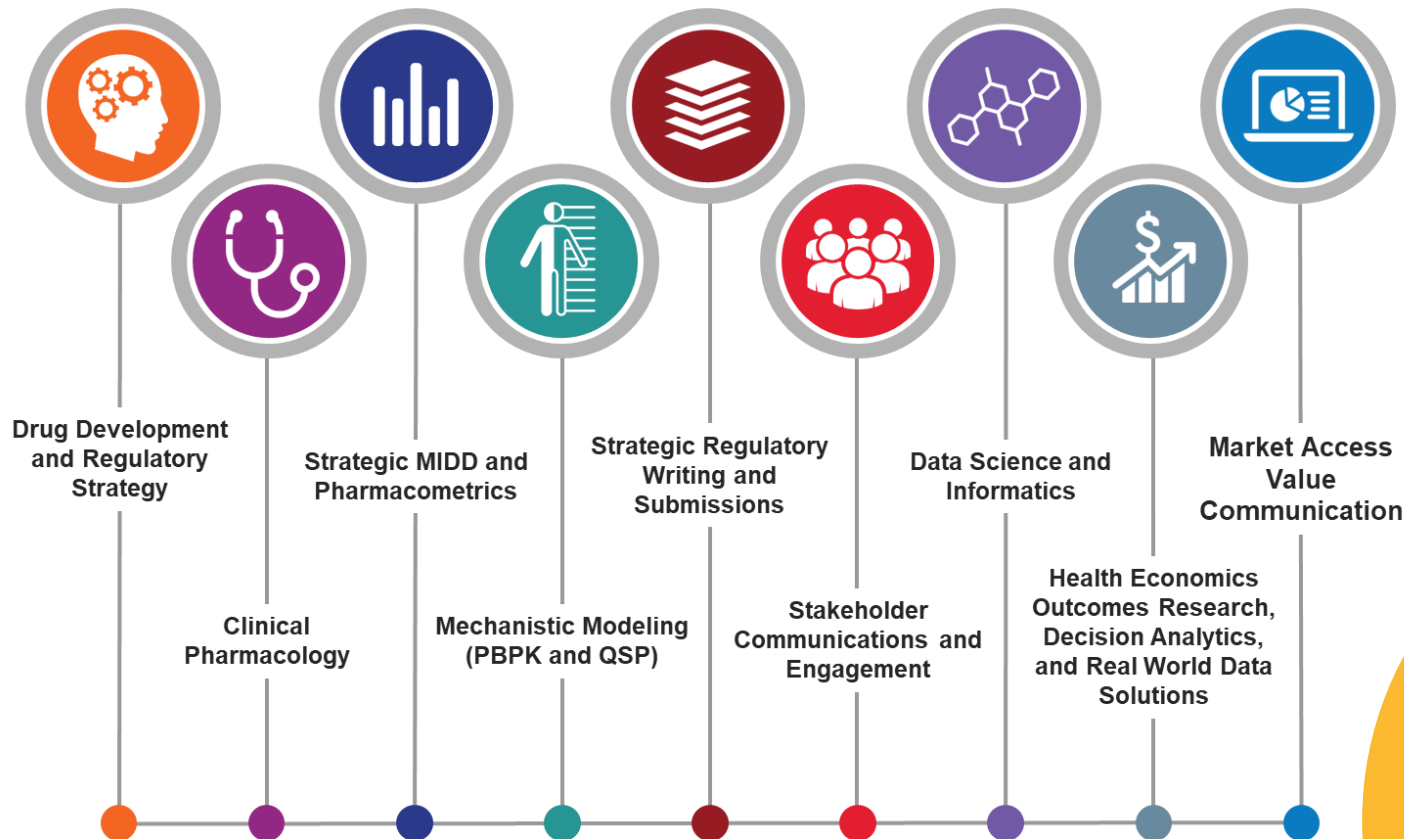 Drug Development
and Regulatory
Strategy
Clinical
Pharmacology
Strategic MIDD and
Pharmacometrics
Mechanistic Modeling
(PBPK and QSP)
Strategic Regulatory
Writing and
Submissions
Stakeholder
Communications and
Engagement
Data Science and
Informatics
Health Economics
Outcomes Research,
Decision Analytics,
and Real World Data
Solutions
Market Access
Value
Communication
$